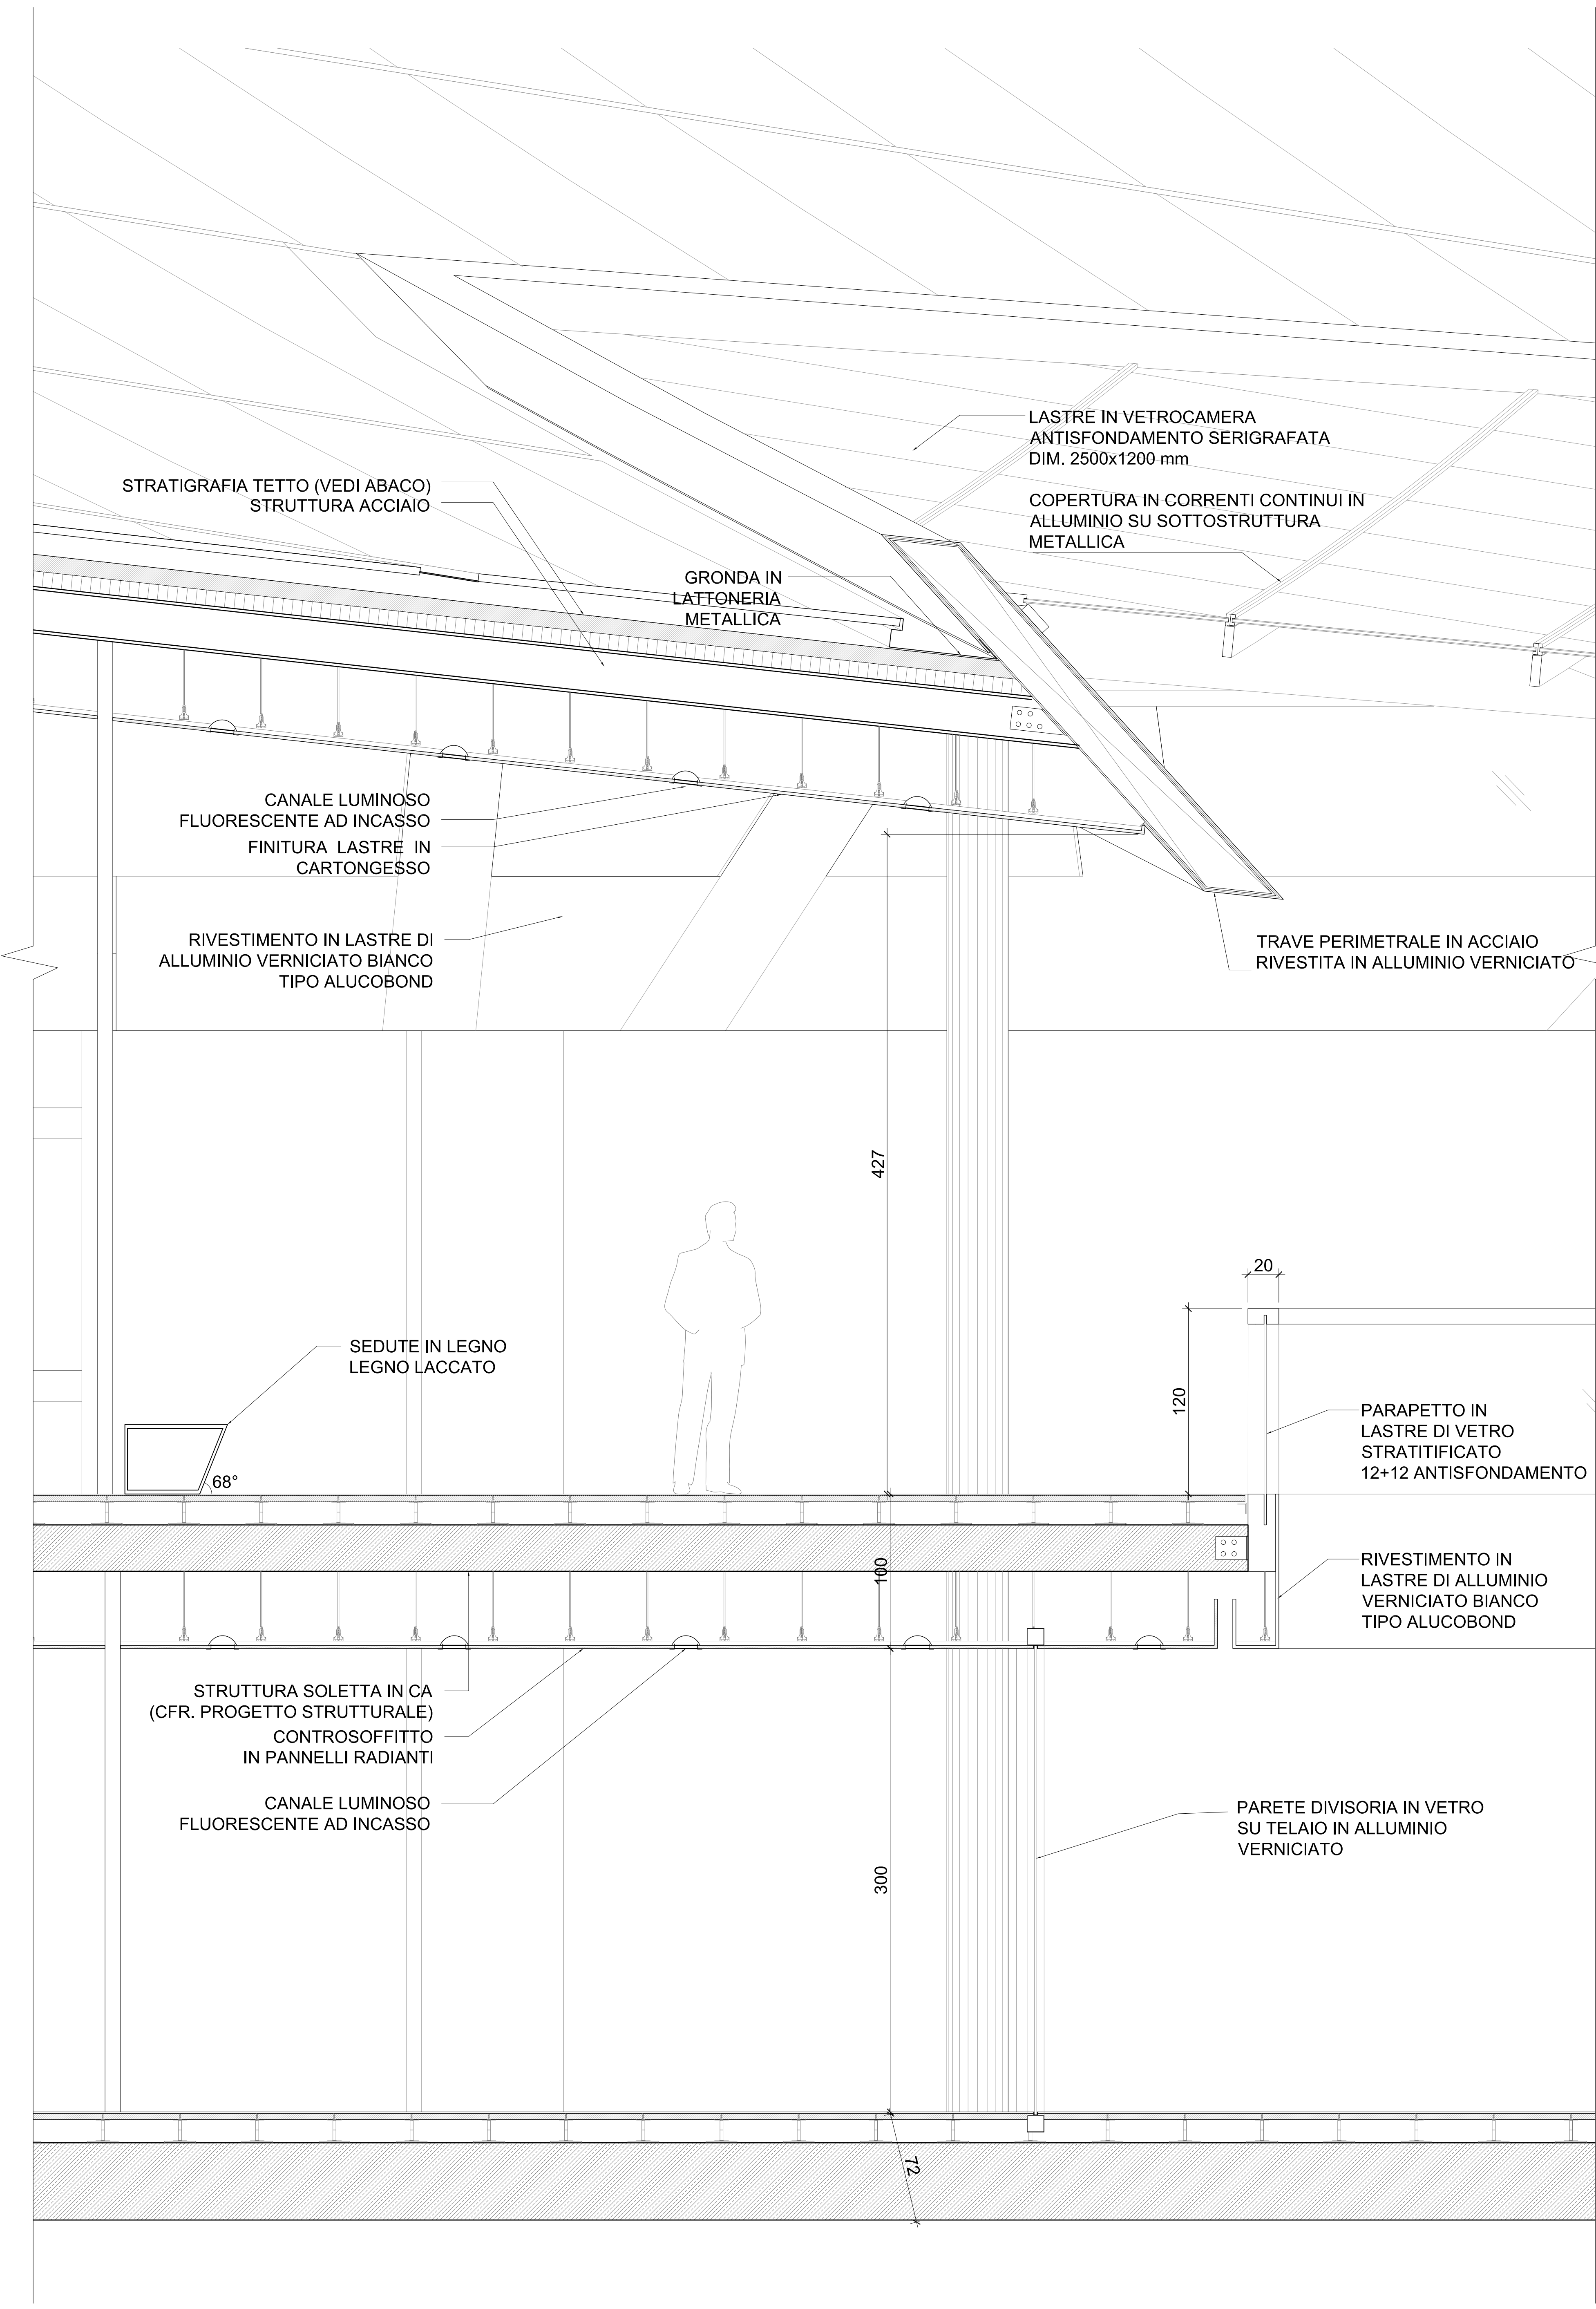 LASTRE IN VETROCAMERA
ANTISFONDAMENTO SERIGRAFATA
DIM. 2500x1200 mm
STRATIGRAFIA TETTO (VEDI ABACO)
STRUTTURA ACCIAIO
COPERTURA IN CORRENTI CONTINUI IN
ALLUMINIO SU SOTTOSTRUTTURA
METALLICA
GRONDA IN
LATTONERIA
METALLICA
CANALE LUMINOSO
FLUORESCENTE AD INCASSO
FINITURA LASTRE IN
CARTONGESSO
RIVESTIMENTO IN LASTRE DI
ALLUMINIO VERNICIATO BIANCO
TIPO ALUCOBOND
TRAVE PERIMETRALE IN ACCIAIO
RIVESTITA IN ALLUMINIO VERNICIATO
427
20
SEDUTE IN LEGNO
LEGNO LACCATO
120
PARAPETTO IN
LASTRE DI VETRO
STRATITIFICATO
12+12 ANTISFONDAMENTO
68°
100
RIVESTIMENTO IN
LASTRE DI ALLUMINIO
VERNICIATO BIANCO
TIPO ALUCOBOND
STRUTTURA SOLETTA IN CA
(CFR. PROGETTO STRUTTURALE)
CONTROSOFFITTO
IN PANNELLI RADIANTI
CANALE LUMINOSO
FLUORESCENTE AD INCASSO
PARETE DIVISORIA IN VETRO
SU TELAIO IN ALLUMINIO
VERNICIATO
300
72